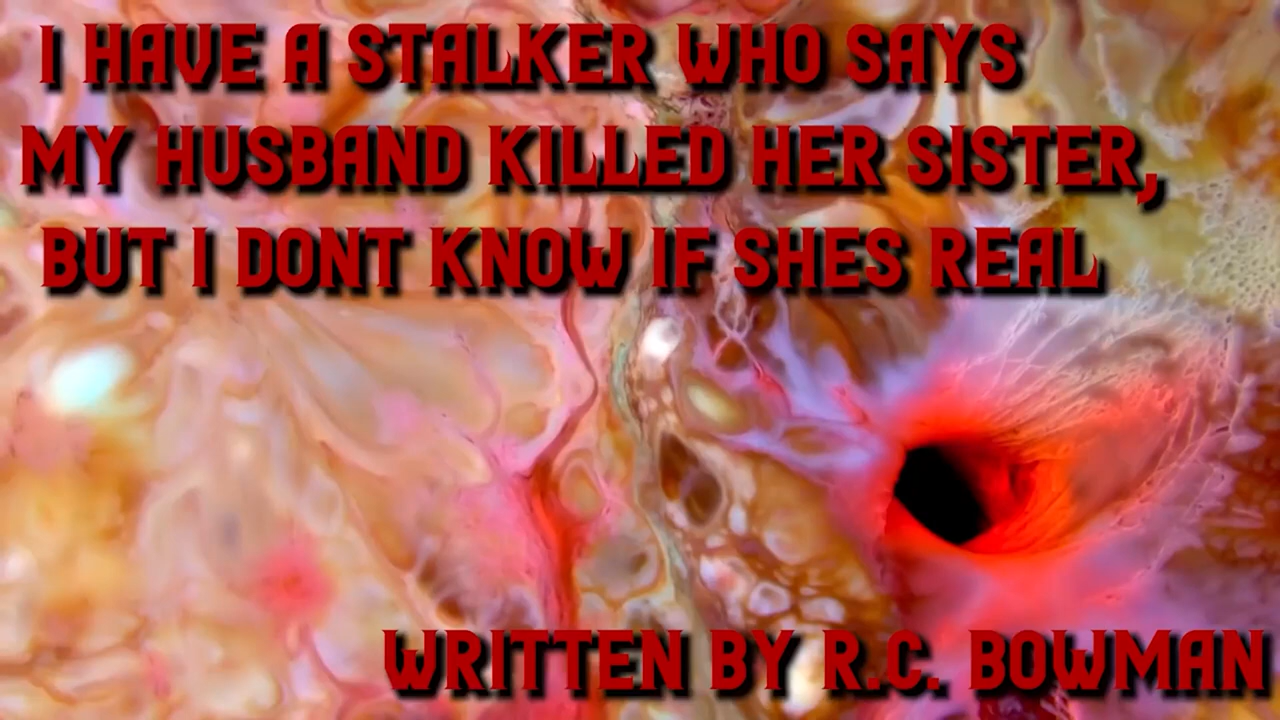 I HAVE A STALKER WHO SAYS
MY HUSBAND KILLED HER SISTER,
BUT I DONT KNOW IF SHES REAL
WRITTEN BY R.C. BOWMAN